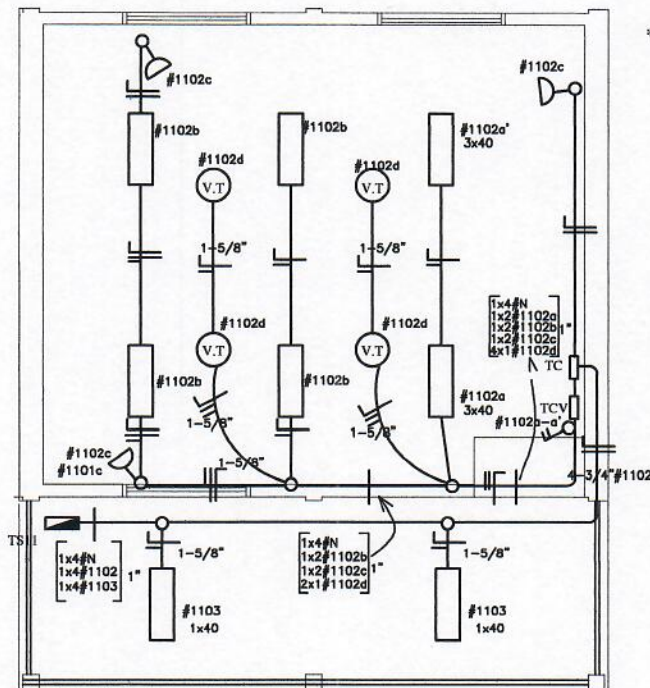 #1102c
#1102c
#1102b
#1102b
#1102a'
3x40
#1102d
#1102d
V.T
V.T
1-5/8"
1-5/8"
1x4#N
1x2#1102a
1x2#1102b
1x2#1102c
4x1#1102d
1"
#1102d
#1102d
V.T
V.T
TC
#1102b
#1102b
#1102a
3x40
TCV
#1102a-a'
1-5/8"
1-5/8"
#1102c
#1101c
1-5/8"
4-3/4"#1102
TS11
1x4#N
1x4#1102
1x4#1103
1"
1-5/8"
1x4#N
1x2#1102b
1x2#1102c
2x1#1102d
1"
1-5/8"
#1103
1x40
#1103
1x40